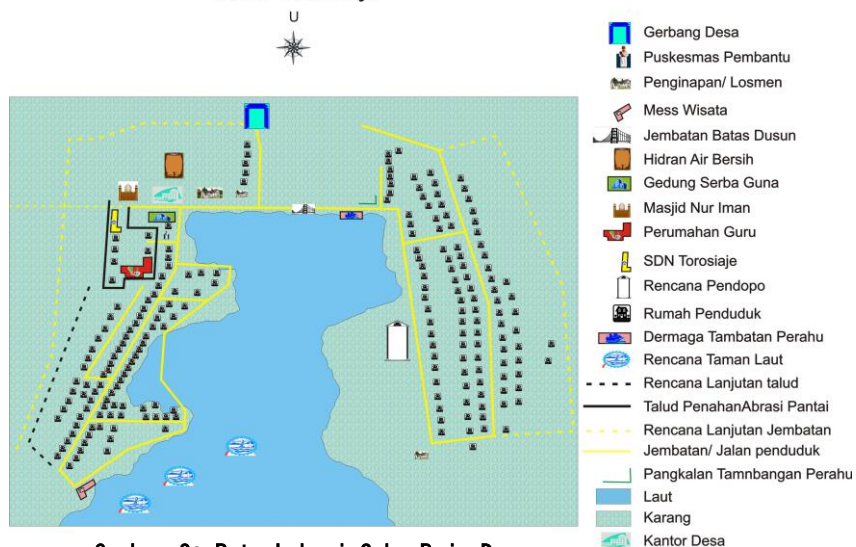 U
Gerbang Desa
Puskesmas Pembantu
Penginapan/ Losmen
Mess Wisata
Jembatan Batas Dusun
Hidran Air Bersih
Gedung Serba Guna
Masjid Nur Iman
Perumahan Guru
SDN Torosiaje
Rencana Pendopo
Rumah Penduduk
Dermaga Tambatan Perahu
Rencana Taman Laut
Rencana Lanjutan talud
Talud PenahanAbrasi Pantai
Rencana Lanjutan Jembatan
Jembatan/ Jalan penduduk
Pangkalan Tamnbangan Perahu
Laut
Karang
Kantor Desa